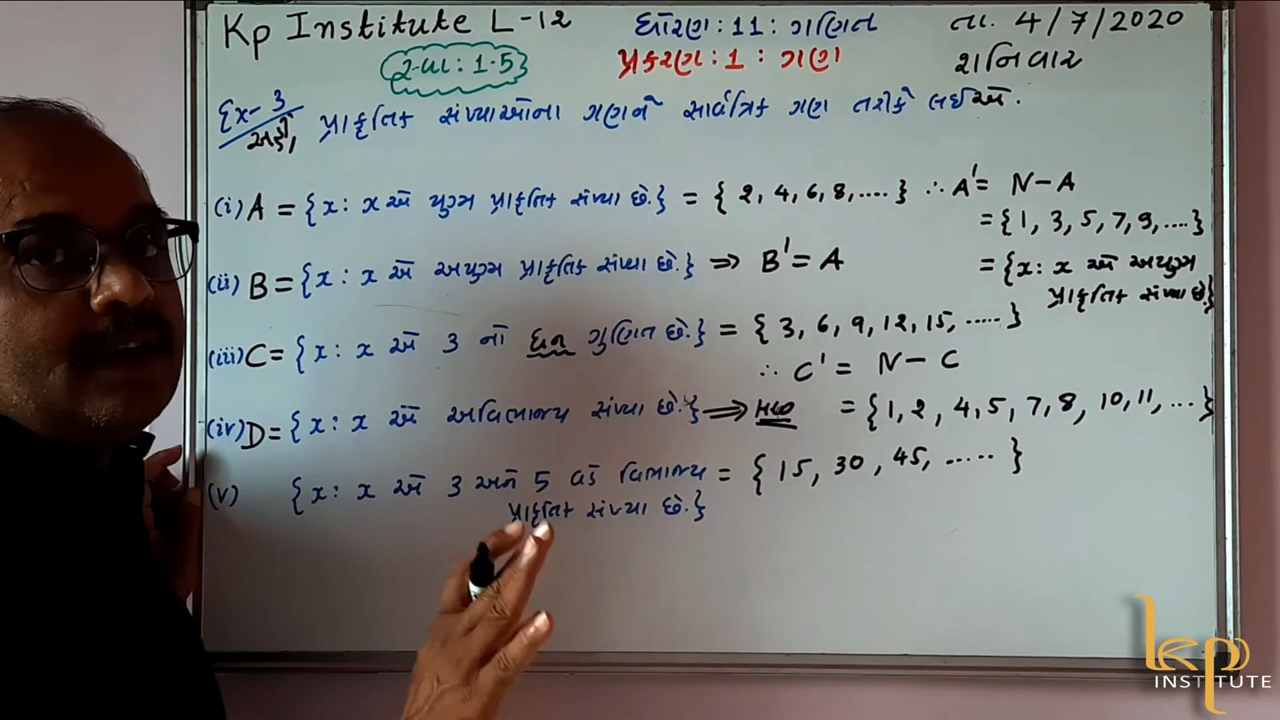 Kp Institute L-12 ધોરણ : 11 : ગણિત તા. 4/7/2020
સ્વા : 1.5 પ્રકરણ : 1 : ગણો શનિવાર
Ex-3 અહીં, પ્રાકૃતિક સંખ્યાઓના ગણને સાર્વત્રિક ગણ તરીકે લઈએ.
(i) A = {x : x એ યુગ્મ પ્રાકૃતિક સંખ્યા છે.} = { 2, 4, 6, 8, .... } ∴ A' = N - A
= {1, 3, 5, 7, 9, ....}
(ii) B = {x : x એ અયુગ્મ પ્રાકૃતિક સંખ્યા છે.} ⇒ B' = A
= {x : x એ અયુગ્મ
પ્રાકૃતિક સંખ્યા છે.}
(iii) C = {x : x એ 3 નો ધન ગુણિત છે.} = { 3, 6, 9, 12, 15, ..... }
∴ C' = N - C
(iv) D = {x : x એ અવિભાજ્ય સંખ્યા છે.} ⟹ HW = {1, 2, 4, 5, 7, 8, 10, 11, ...}
(v) {x : x એ 3 અને 5 વડે વિભાજ્ય = { 15, 30, 45, ..... }
પ્રાકૃતિક સંખ્યા છે.}
kp
INSTITUTE